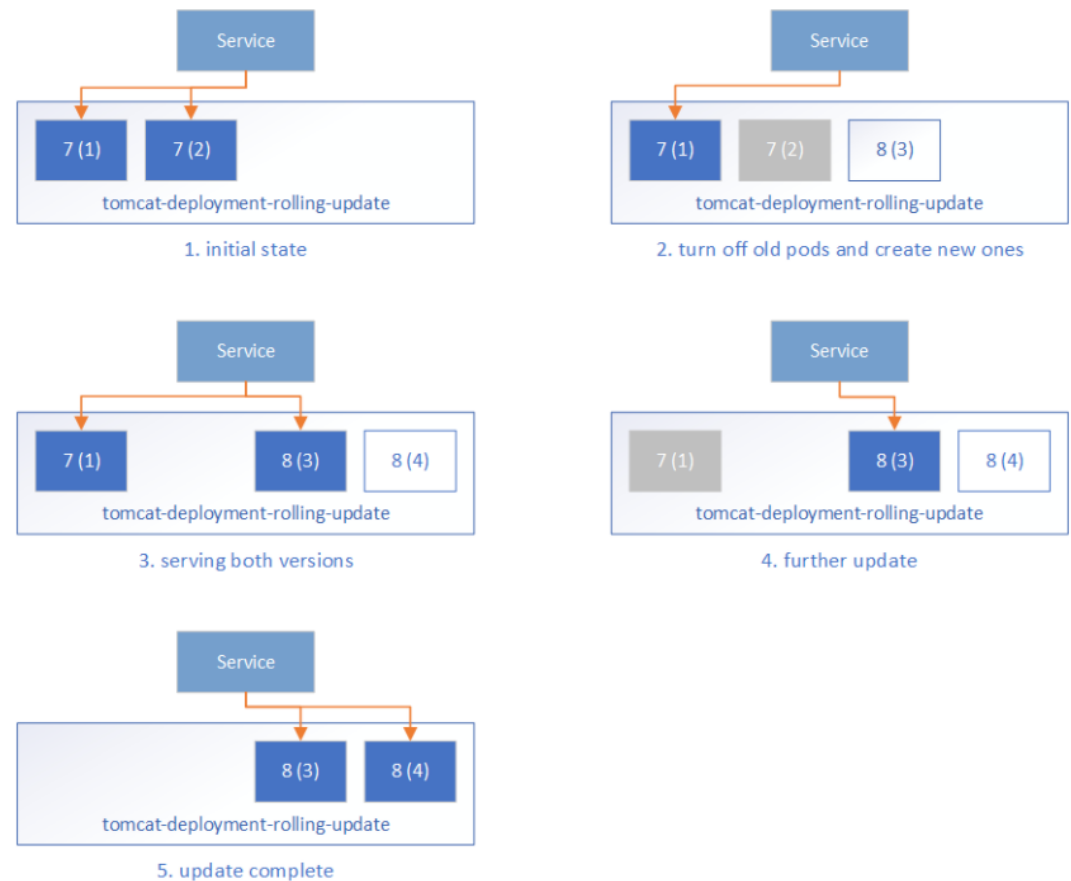 Service
7 (1) 7 (2)
tomcat-deployment-rolling-update
1. initial state
Service
7 (1) 7 (2) 8 (3)
tomcat-deployment-rolling-update
2. turn off old pods and create new ones
Service
7 (1) 8 (3) 8 (4)
tomcat-deployment-rolling-update
3. serving both versions
Service
7 (1) 8 (3) 8 (4)
tomcat-deployment-rolling-update
4. further update
Service
8 (3) 8 (4)
tomcat-deployment-rolling-update
5. update complete